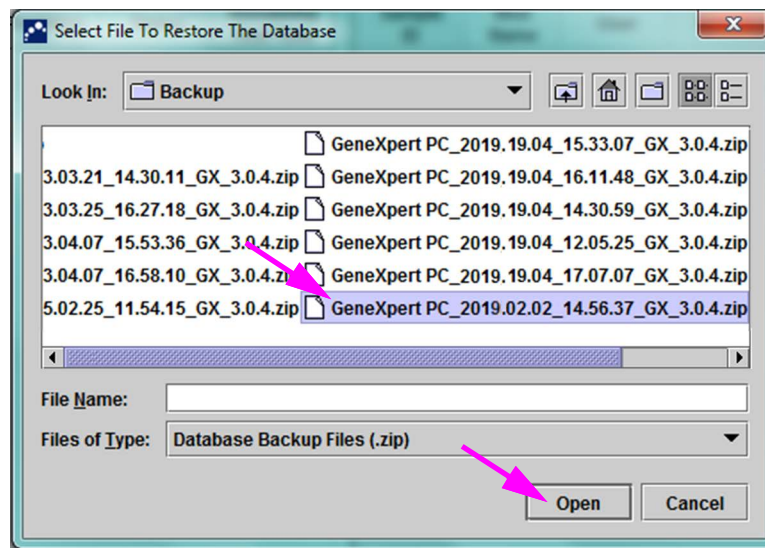 Select File To Restore The Database
Look In: Backup
GeneXpert PC_2019.19.04_15.33.07_GX_3.0.4.zip
3.03.21_14.30.11_GX_3.0.4.zip GeneXpert PC_2019.19.04_16.11.48_GX_3.0.4.zip
3.03.25_16.27.18_GX_3.0.4.zip GeneXpert PC_2019.19.04_14.30.59_GX_3.0.4.zip
3.04.07_15.53.36_GX_3.0.4.zip GeneXpert PC_2019.19.04_12.05.25_GX_3.0.4.zip
3.04.07_16.58.10_GX_3.0.4.zip GeneXpert PC_2019.19.04_17.07.07_GX_3.0.4.zip
5.02.25_11.54.15_GX_3.0.4.zip GeneXpert PC_2019.02.02_14.56.37_GX_3.0.4.zip
File Name:
Files of Type: Database Backup Files (.zip)
Open Cancel